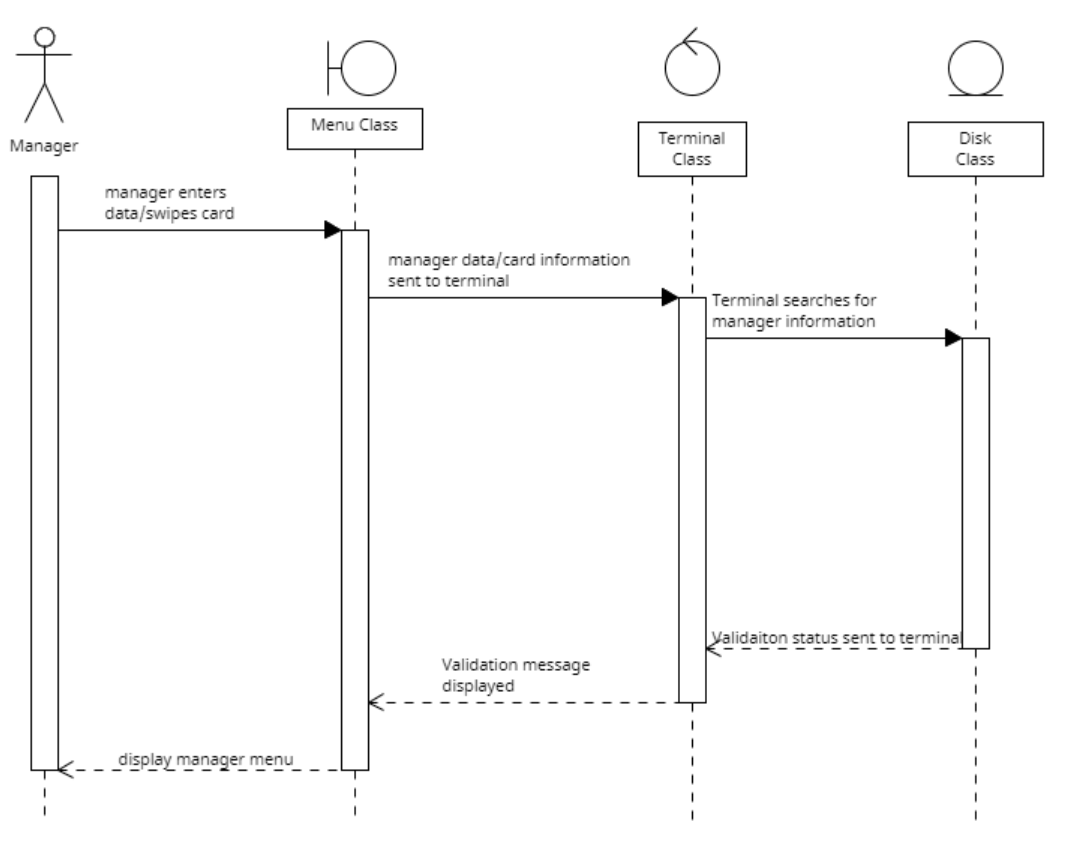 Manager
Menu Class
Terminal
Class
Disk
Class
manager enters
data/swipes card
manager data/card information
sent to terminal
Terminal searches for
manager information
Validaiton status sent to terminal
Validation message
displayed
display manager menu